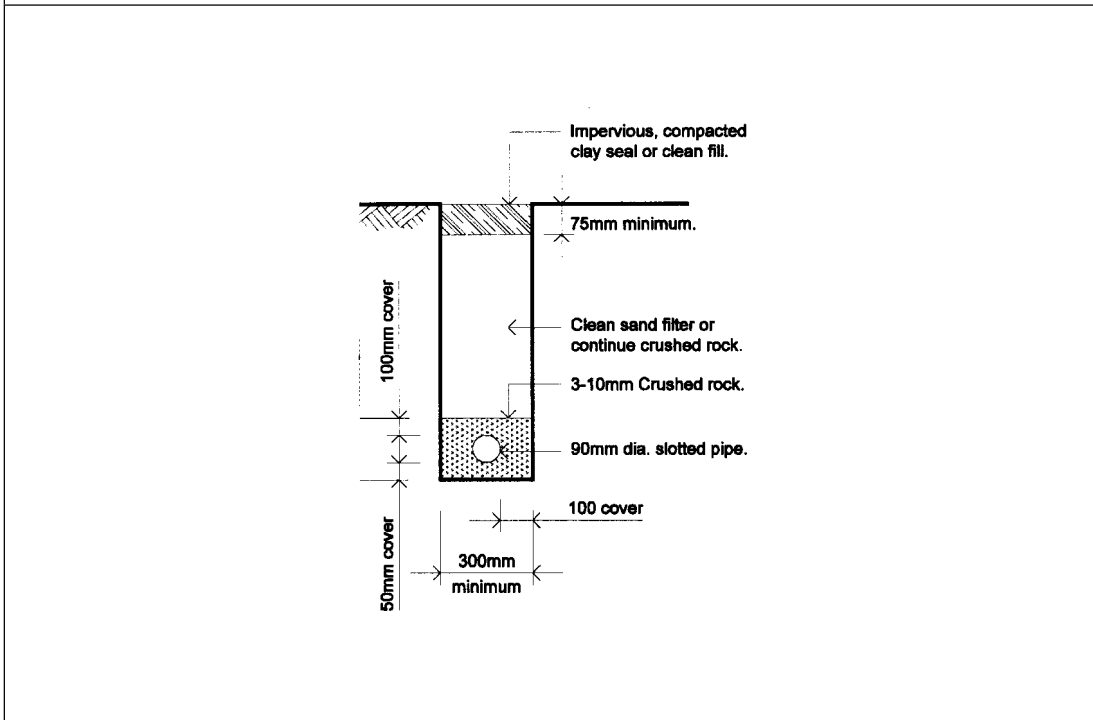 Impervious, compacted
clay seal or clean fill.
75mm minimum.
100mm cover
Clean sand filter or
continue crushed rock.
3-10mm Crushed rock.
90mm dia. slotted pipe.
100 cover
50mm cover
300mm
minimum